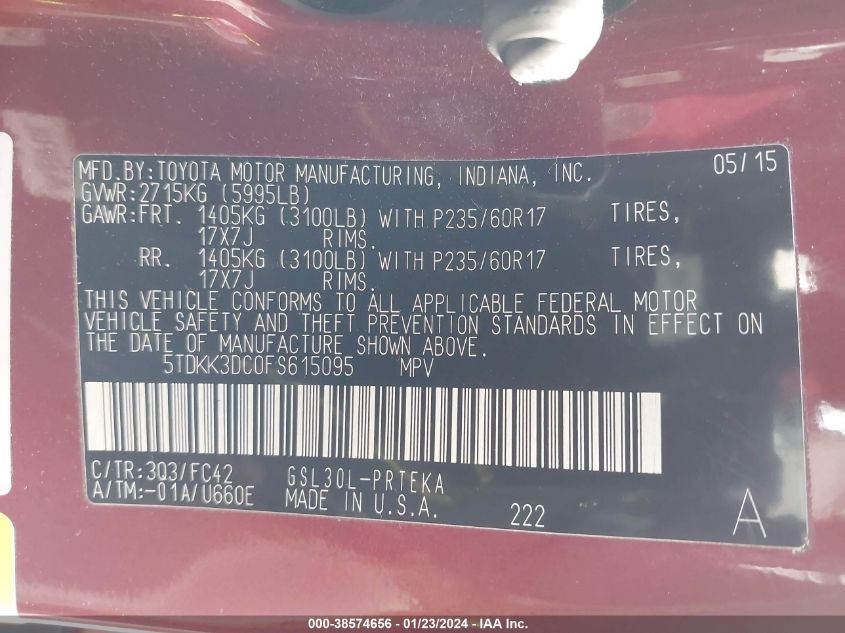 MFD.BY:TOYOTA MOTOR MANUFACTURING, INDIANA, INC. 05/15
GVWR:2715KG (5995LB)
GAWR:FRT. 1405KG (3100LB) WITH P235/60R17 TIRES,
17X7J RIMS.
RR. 1405KG (3100LB) WITH P235/60R17 TIRES,
17X7J RIMS.
THIS VEHICLE CONFORMS TO ALL APPLICABLE FEDERAL MOTOR
VEHICLE SAFETY AND THEFT PREVENTION STANDARDS IN EFFECT ON
THE DATE OF MANUFACTURE SHOWN ABOVE.
5TDKK3DC0FS615095 MPV
C/TR:3Q3/FC42 GSL30L-PRTEKA
A/TM:-01A/U660E MADE IN U.S.A. 222 A
000-38574656 - 01/23/2024 - IAA Inc.